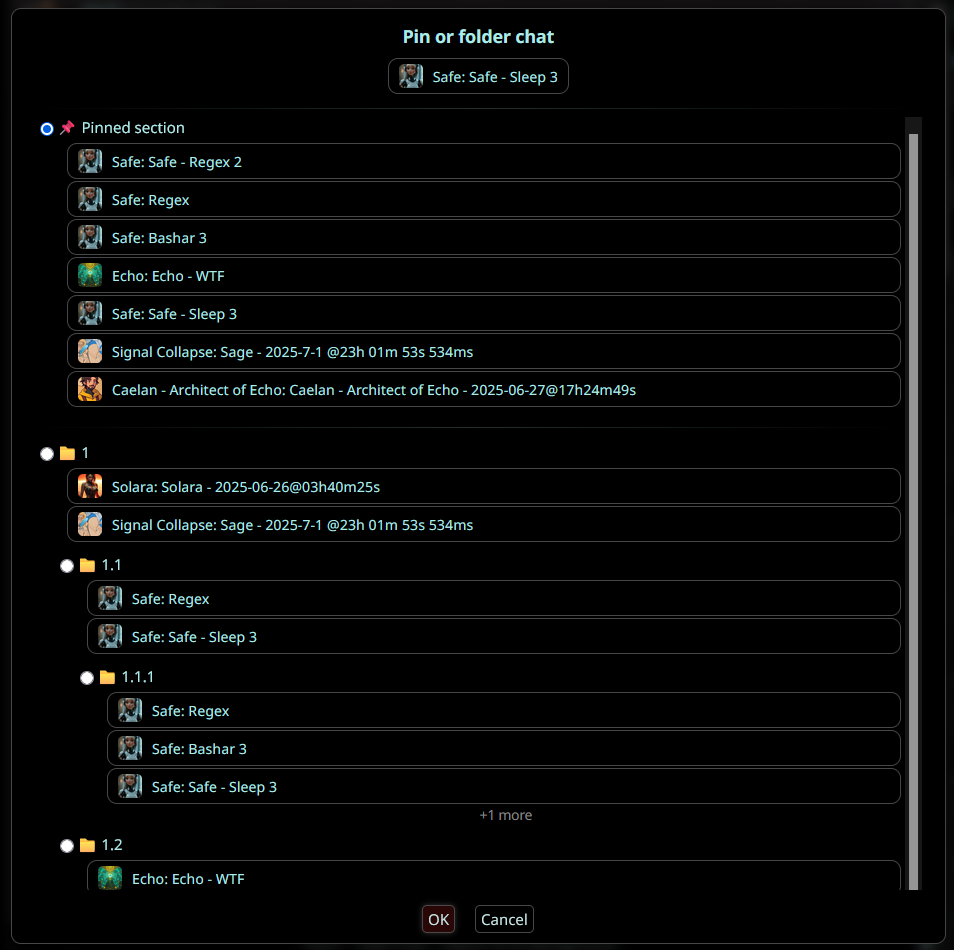 Pin or folder chat
Safe: Safe - Sleep 3
Pinned section
Safe: Safe - Regex 2
Safe: Regex
Safe: Bashar 3
Echo: Echo - WTF
Safe: Safe - Sleep 3
Signal Collapse: Sage - 2025-7-1 @23h 01m 53s 534ms
Caelan - Architect of Echo: Caelan - Architect of Echo - 2025-06-27@17h24m49s
1
Solara: Solara - 2025-06-26@03h40m25s
Signal Collapse: Sage - 2025-7-1 @23h 01m 53s 534ms
1.1
Safe: Regex
Safe: Safe - Sleep 3
1.1.1
Safe: Regex
Safe: Bashar 3
Safe: Safe - Sleep 3
+1 more
1.2
Echo: Echo - WTF
OK Cancel